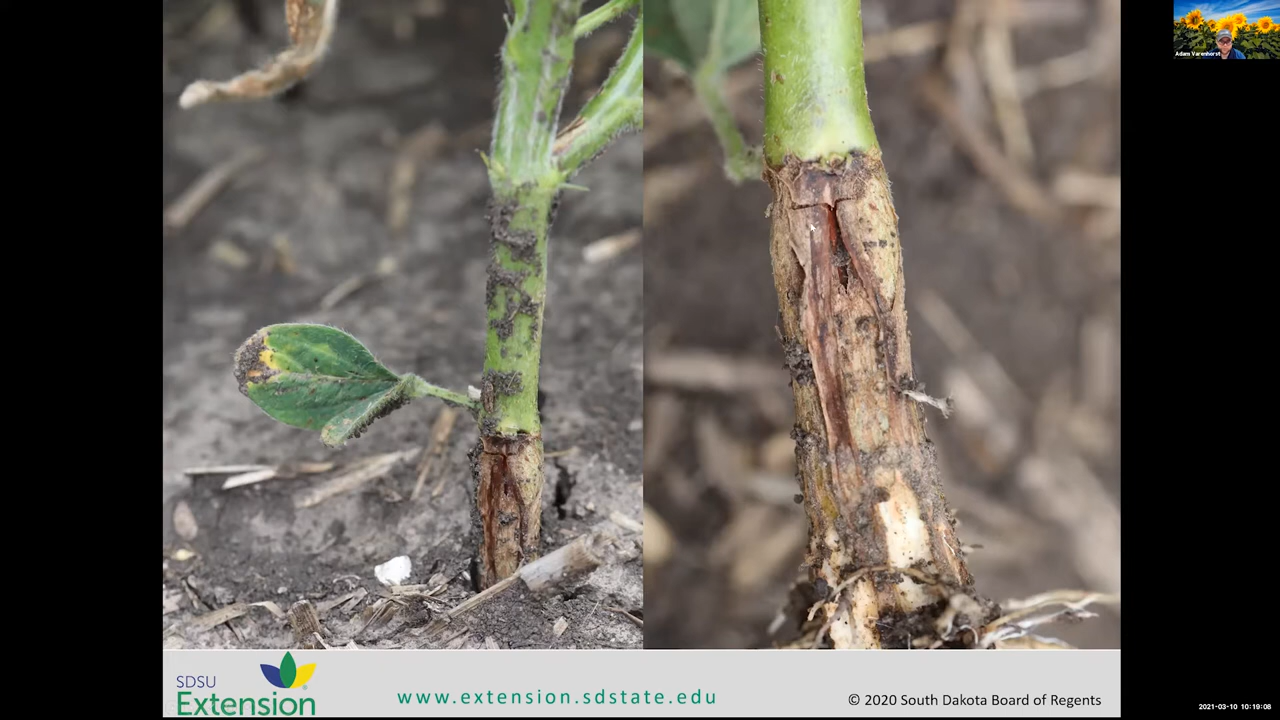 Adam Varenhorst
SDSU
Extension
www.extension.sdstate.edu
© 2020 South Dakota Board of Regents
2021-03-10 10:19:08